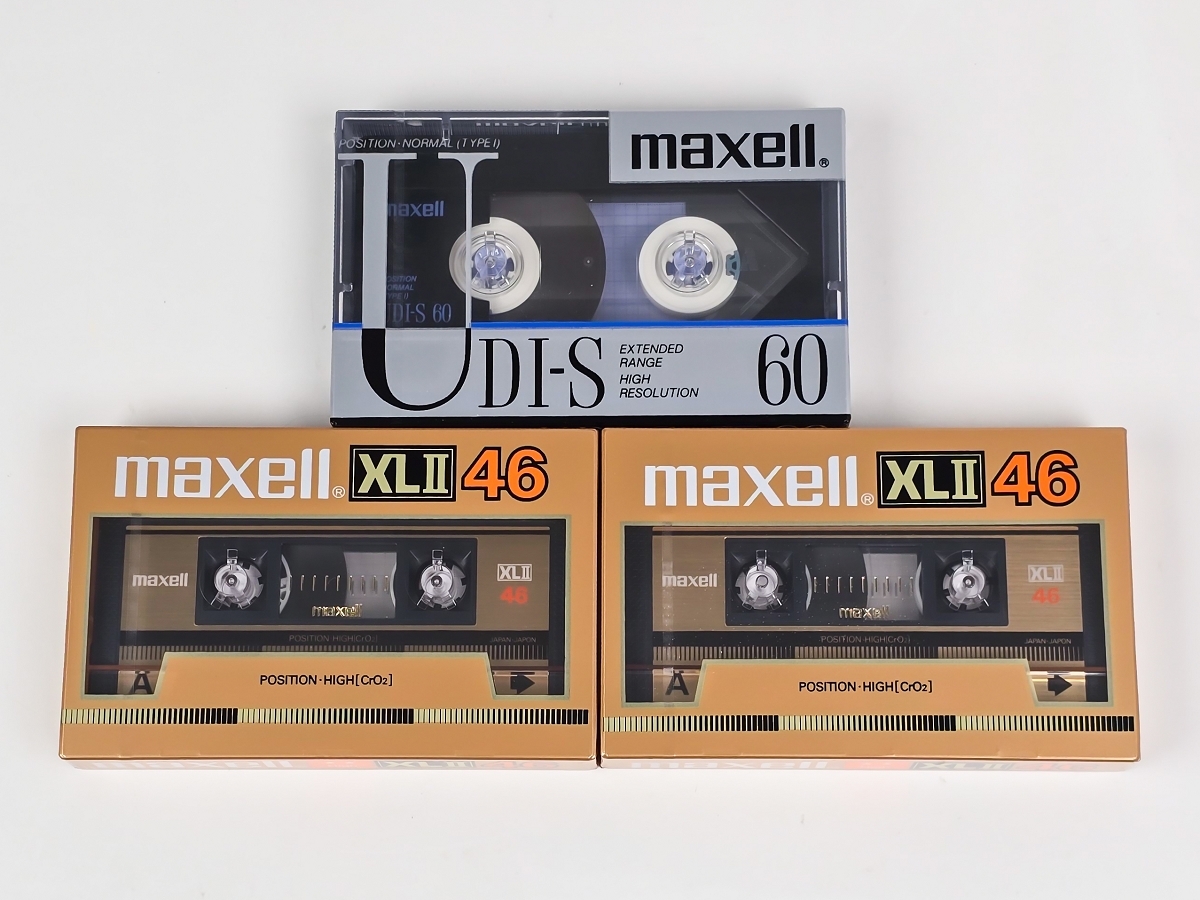 POSITION·NORMAL (TYPE I)
maxell®
maxell
POSITION
NORMAL
TYPE I)
UDI-S 60
UDI-S
EXTENDED
RANGE
HIGH
RESOLUTION
60
maxell® XLII 46
maxell
XLII
46
maxell
POSITION·HIGH(CrO2)
JAPAN·JAPON
A
POSITION·HIGH[CrO2]
maxell® XLII 46
maxell
XLII
46
maxell
POSITION·HIGH(CrO2)
JAPAN·JAPON
A
POSITION·HIGH[CrO2]